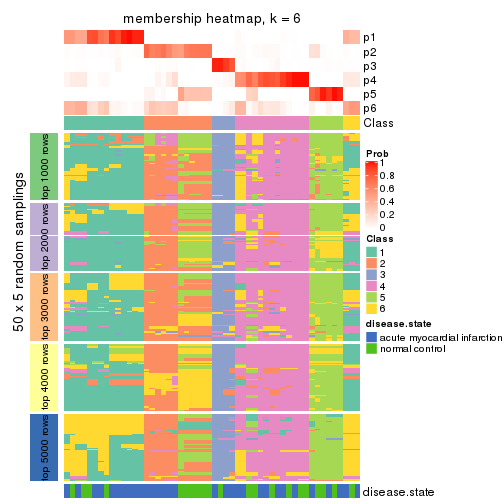 membership heatmap, k = 6
p1
p2
p3
p4
p5
p6
Class
50 x 5 random samplings
top 1000 rows
top 2000 rows
top 3000 rows
top 4000 rows
top 5000 rows
Prob
1
0.8
0.6
0.4
0.2
0
Class
1
2
3
4
5
6
disease.state
acute myocardial infarction
normal control
disease.state